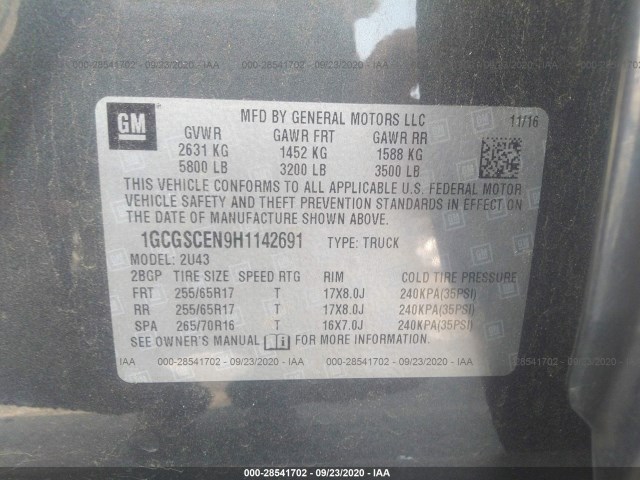 000-28541702 - 09/23/2020 - IAA
000-28541702 - 09/23/2020 - IAA
GM
MFD BY GENERAL MOTORS LLC
11/16
GVWR GAWR FRT GAWR RR
2631 KG 1452 KG 1588 KG
5800 LB 3200 LB 3500 LB
THIS VEHICLE CONFORMS TO ALL APPLICABLE U.S. FEDERAL MOTOR
VEHICLE SAFETY AND THEFT PREVENTION STANDARDS IN EFFECT ON
THE DATE OF MANUFACTURE SHOWN ABOVE.
1GCGSCEN9H1142691 TYPE: TRUCK
MODEL: 2U43
2BGP TIRE SIZE SPEED RTG RIM COLD TIRE PRESSURE
FRT 255/65R17 T 17X8.0J 240KPA(35PSI)
RR 255/65R17 T 17X8.0J 240KPA(35PSI)
SPA 265/70R16 T 16X7.0J 240KPA(35PSI)
SEE OWNER'S MANUAL FOR MORE INFORMATION.
IAA 000-28541702 - 09/23/2020 - IAA 000-28541702 - 09/23/2020 - IAA
000-28541702 - 09/23/2020 - IAA